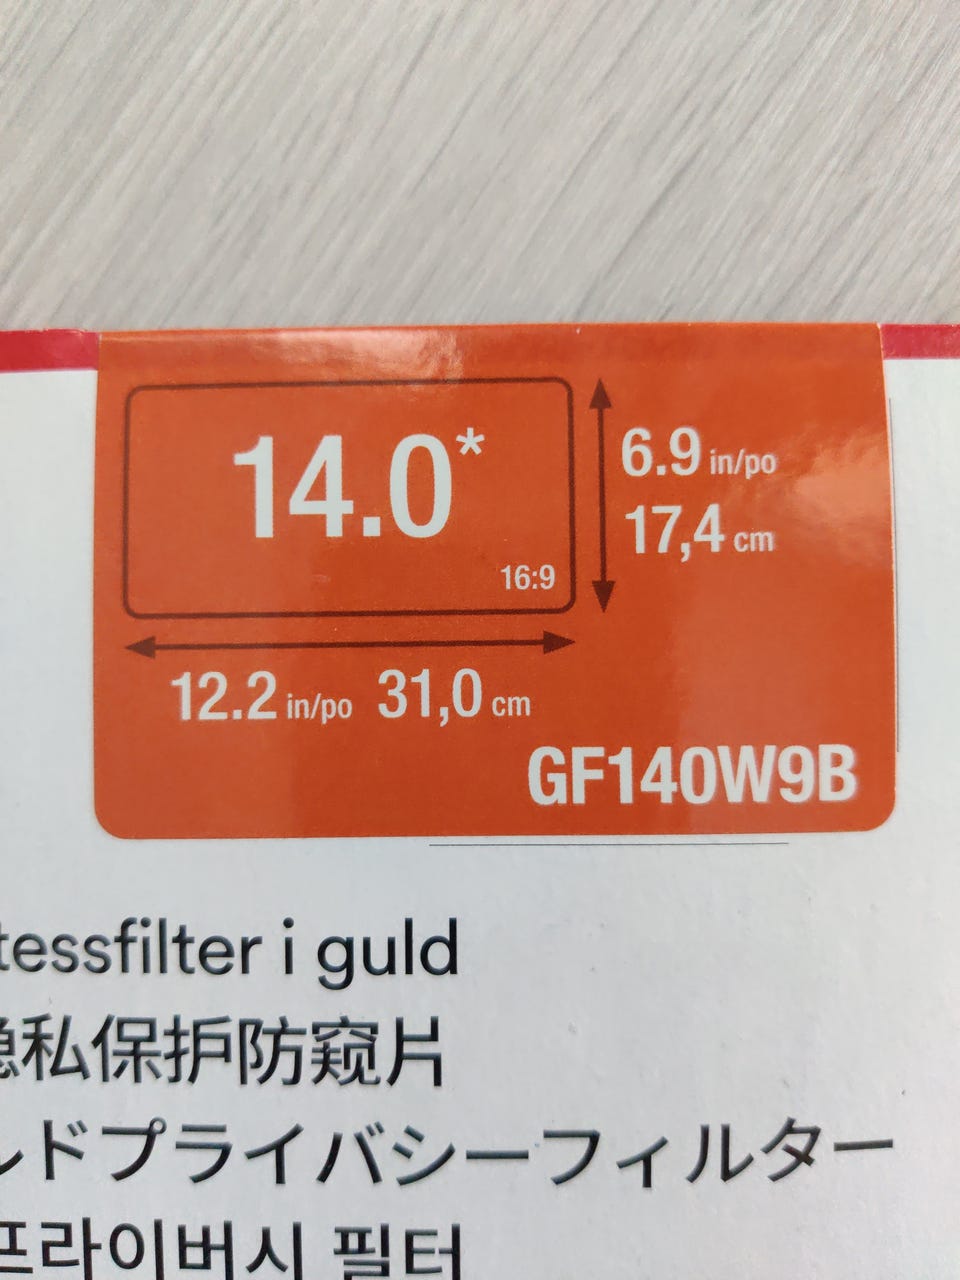 14.0*
16:9
6.9 in/po
17,4 cm
12.2 in/po 31,0 cm
GF140W9B
tessfilter i guld
私保护防窥片
ルドプライバシーフィルター
프라이버시 필터